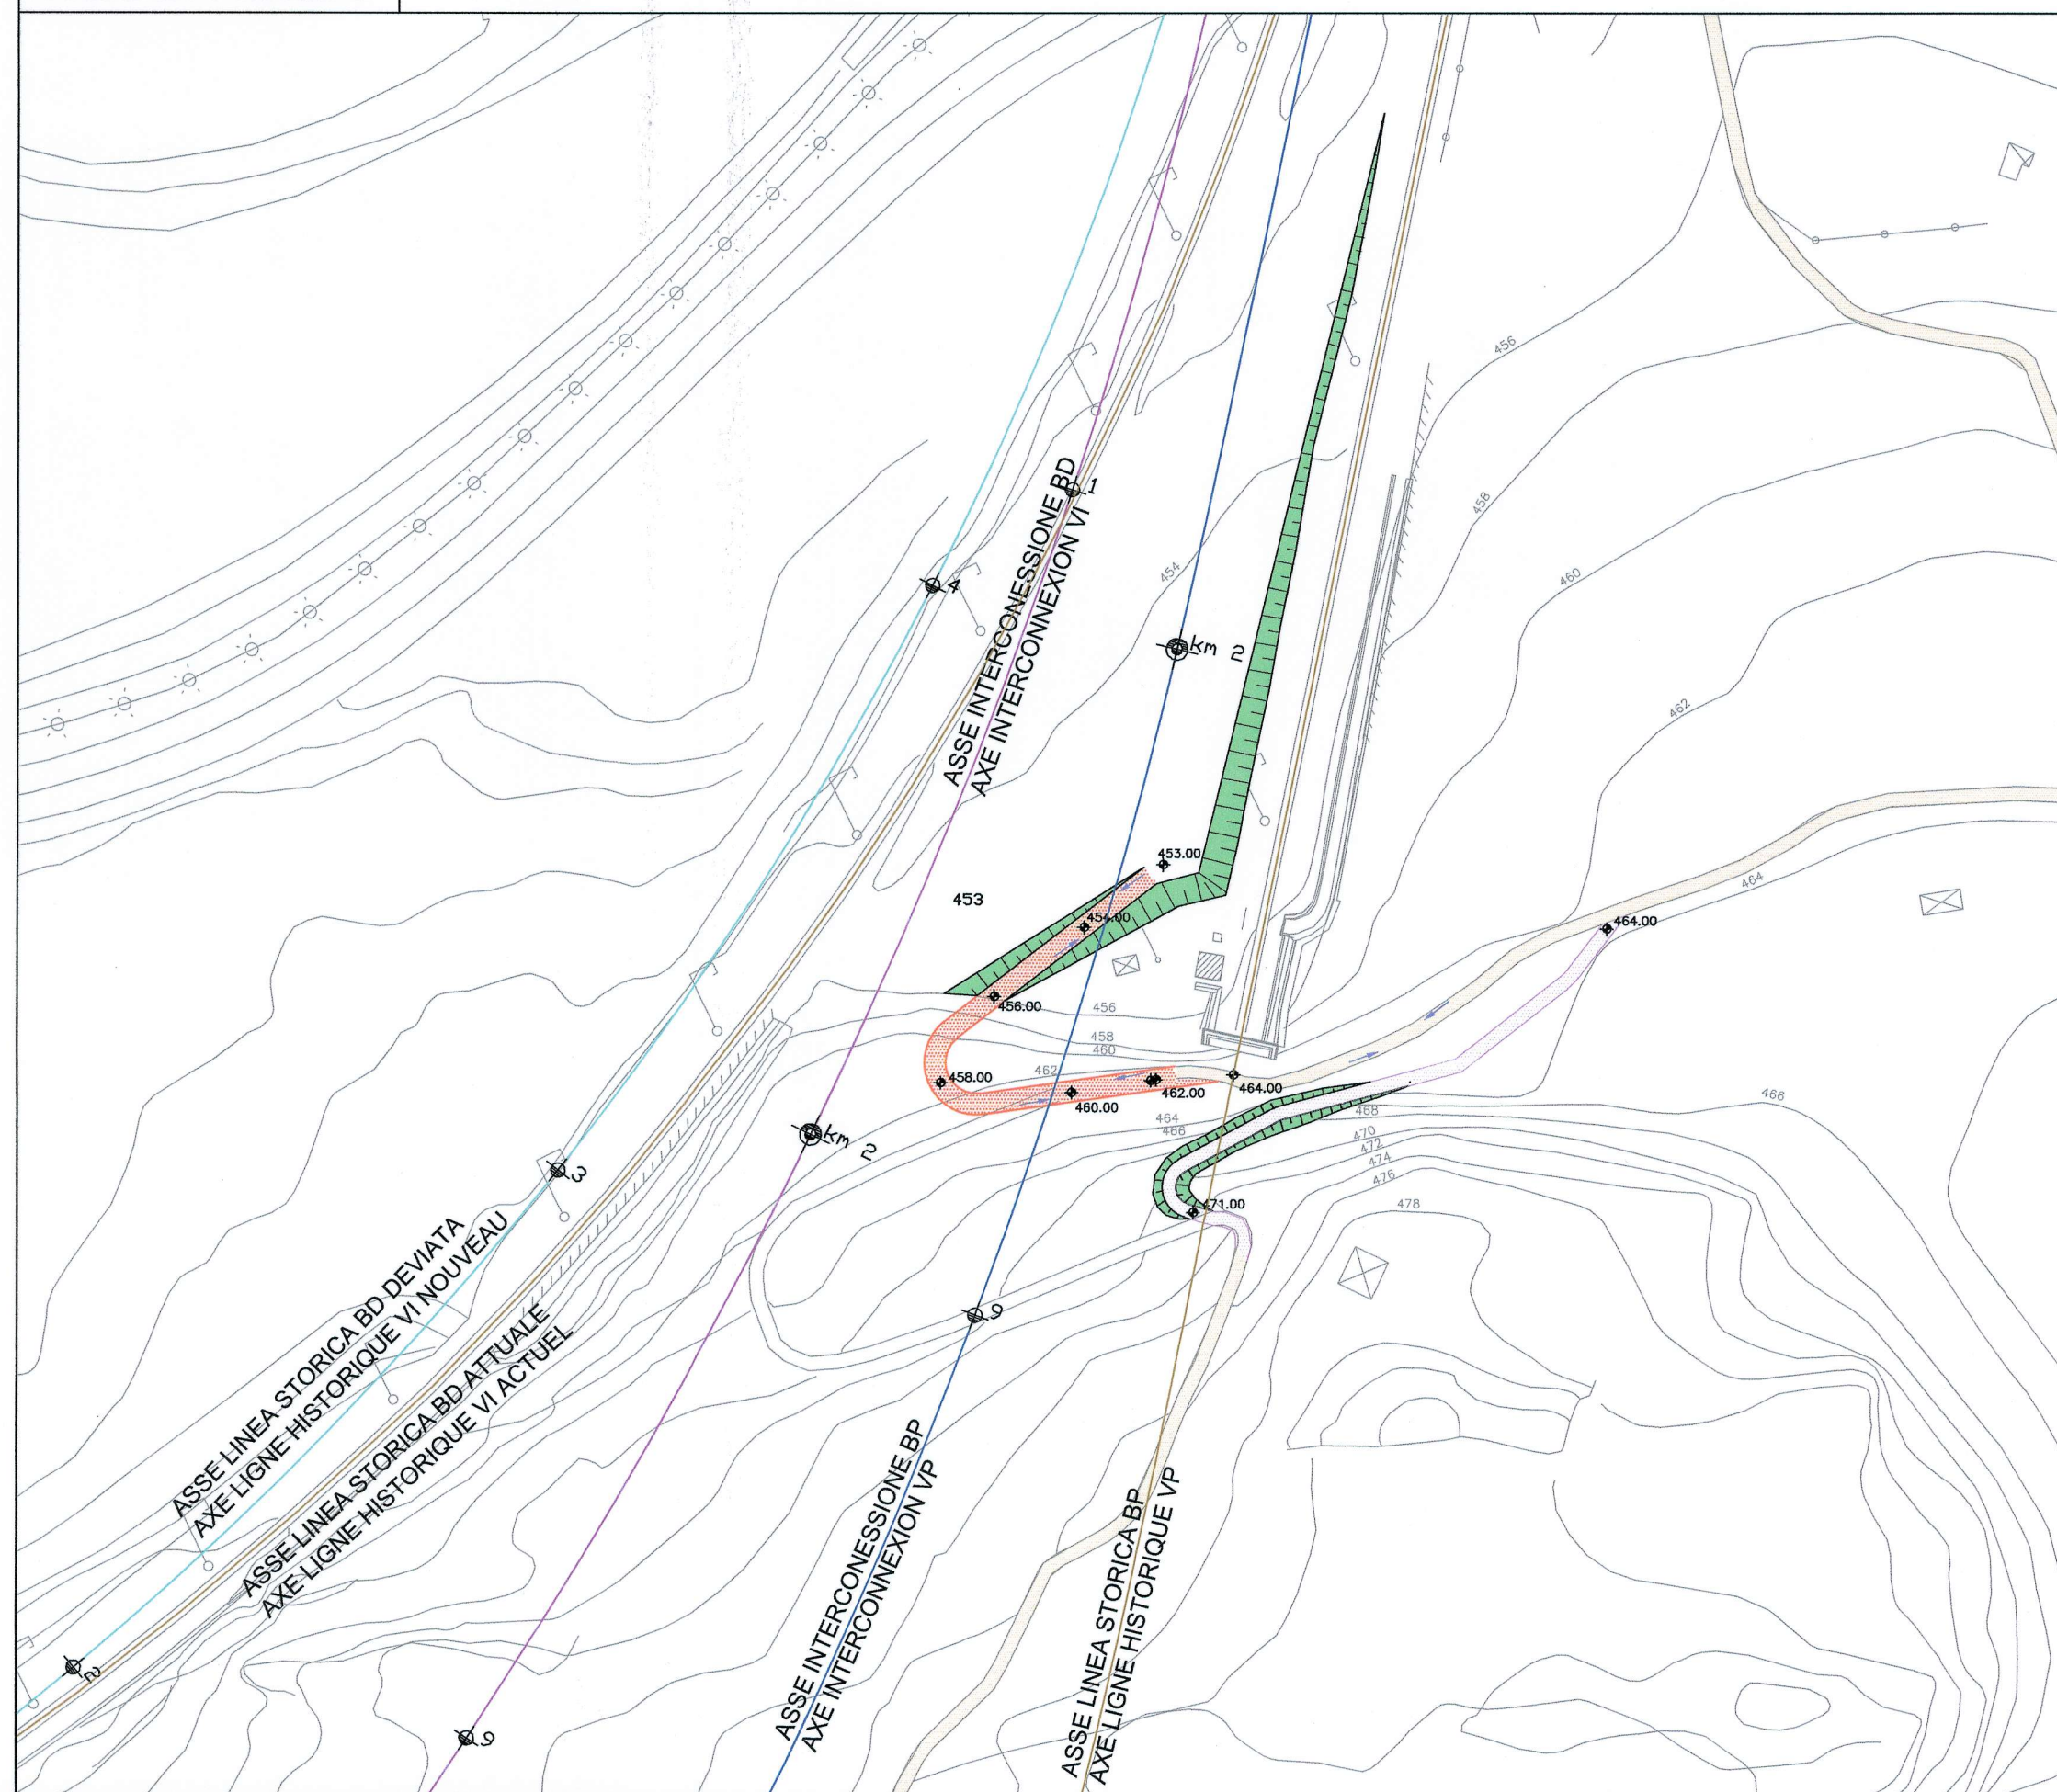 456
458
1
ASSE INTERCONESSIONE BD
AXE INTERCONNEXION VI
454
4
460
km 2
462
453.00
453
454.00
464
464.00
456.00
456
458
460
462
458.00
460.00
462.00
464.00
464
466
468
466
470
472
474
476
478
471.00
km 2
3
9
ASSE LINEA STORICA BD DEVIATA
AXE LIGNE HISTORIQUE VI NOUVEAU
ASSE LINEA STORICA BD ATTUALE
AXE LIGNE HISTORIQUE VI ACTUEL
ASSE INTERCONESSIONE BP
AXE INTERCONNEXION VP
ASSE LINEA STORICA BP
AXE LIGNE HISTORIQUE VP
2
9